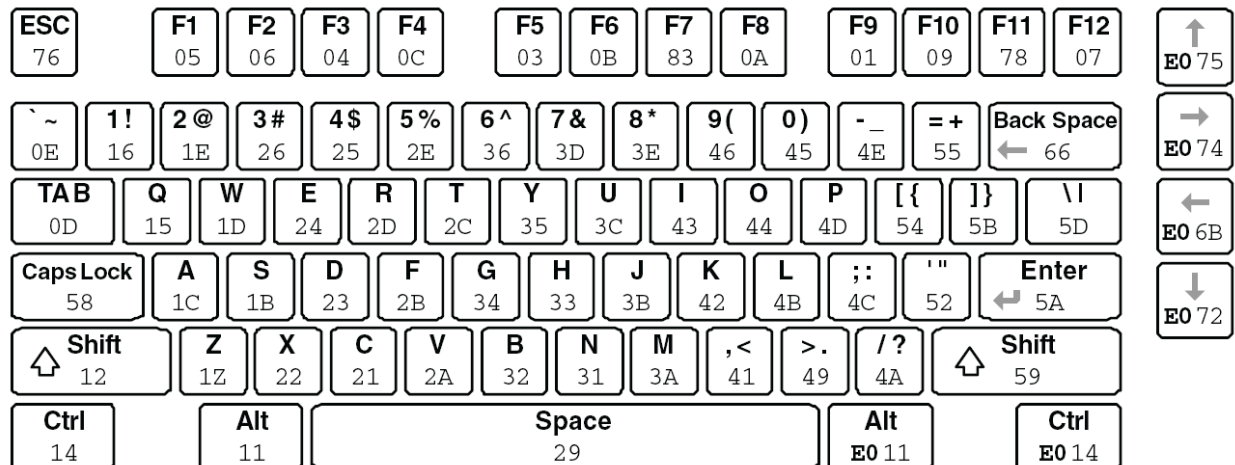 ESC F1 F2 F3 F4 F5 F6 F7 F8 F9 F10 F11 F12 ↑
76 05 06 04 0C 03 0B 83 0A 01 09 78 07 E0 75
` ~ 1! 2@ 3# 4$ 5% 6^ 7& 8* 9( 0) -_ =+ Back Space →
0E 16 1E 26 25 2E 36 3D 3E 46 45 4E 55 ← 66 E0 74
TAB Q W E R T Y U I O P [{ ]} \| ←
0D 15 1D 24 2D 2C 35 3C 43 44 4D 54 5B 5D E0 6B
Caps Lock A S D F G H J K L ;: '" Enter ↓
58 1C 1B 23 2B 34 33 3B 42 4B 4C 52 ↵ 5A E0 72
⇧ Shift Z X C V B N M ,< >. /? ⇧ Shift
12 1Z 22 21 2A 32 31 3A 41 49 4A 59
Ctrl Alt Space Alt Ctrl
14 11 29 E0 11 E0 14